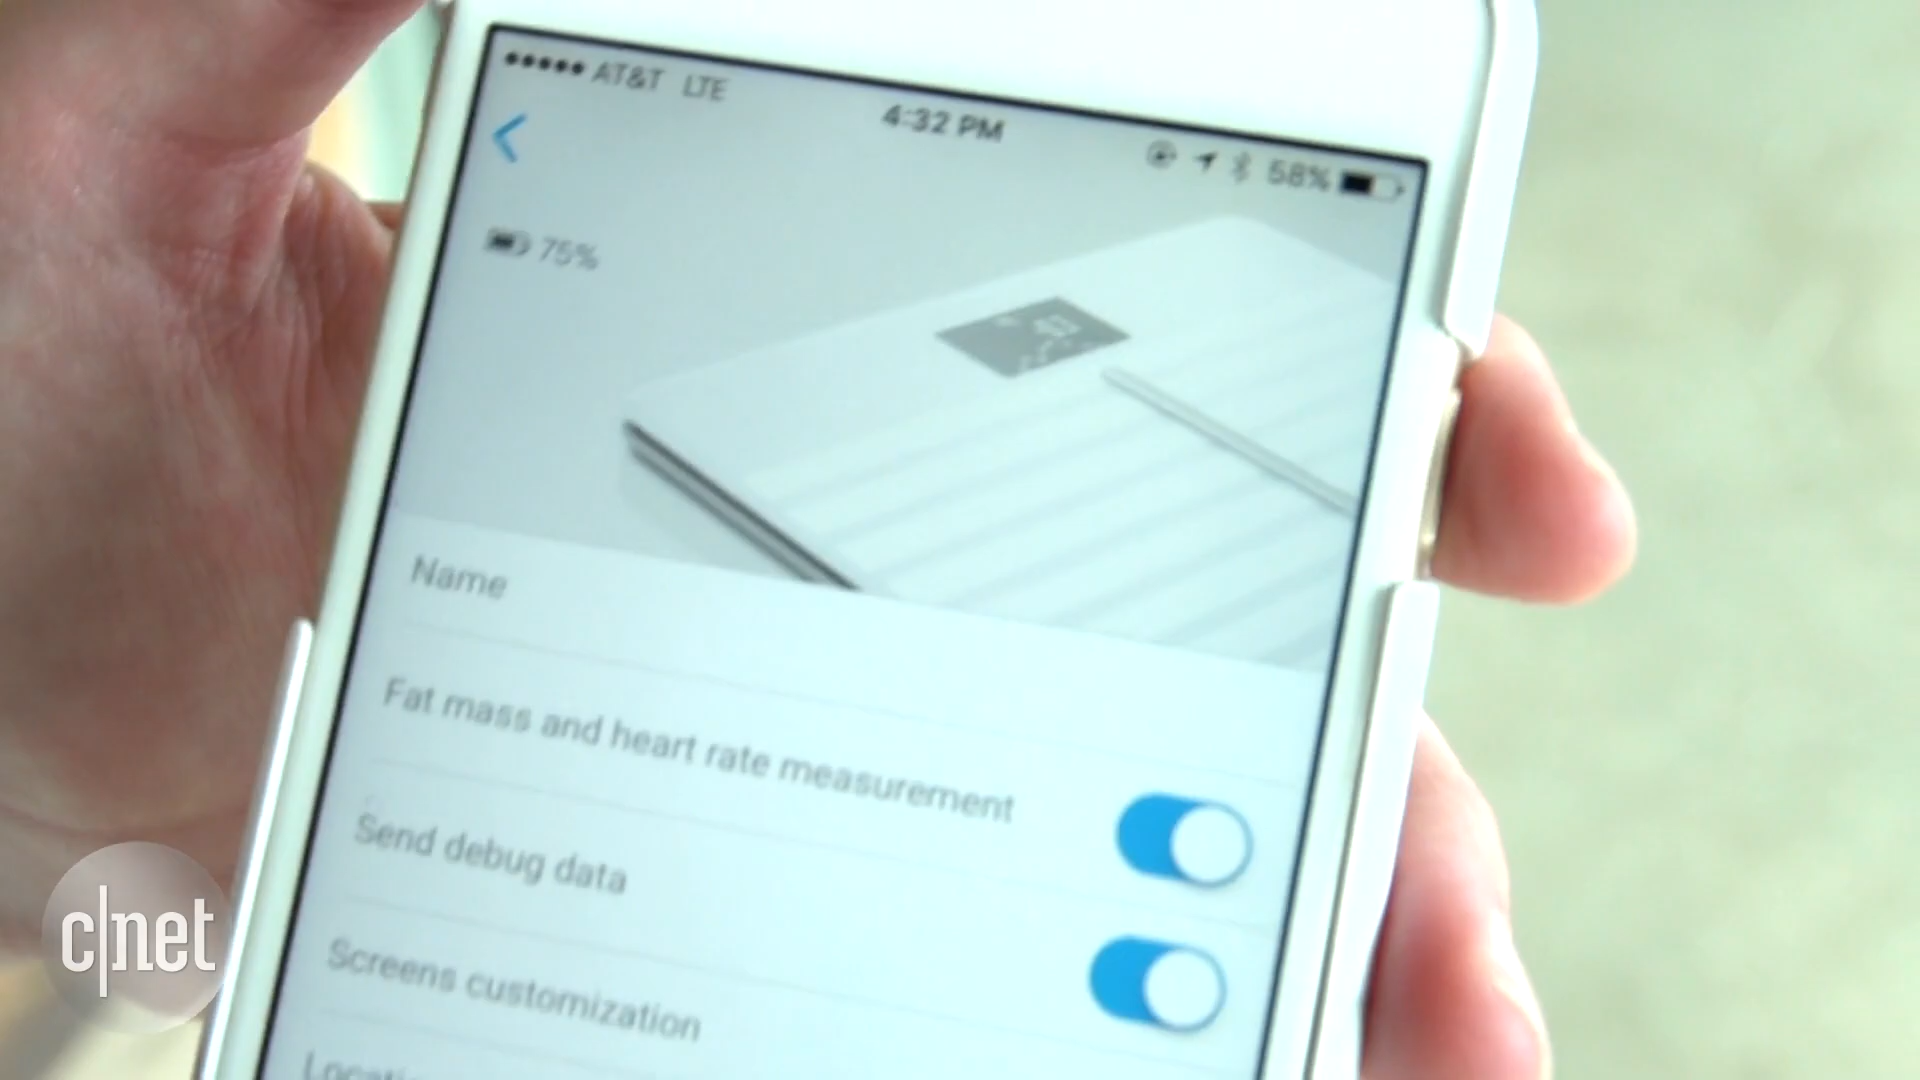 AT&T LTE
4:32 PM
58%
75%
Name
Fat mass and heart rate measurement
Send debug data
Screens customization
c|net